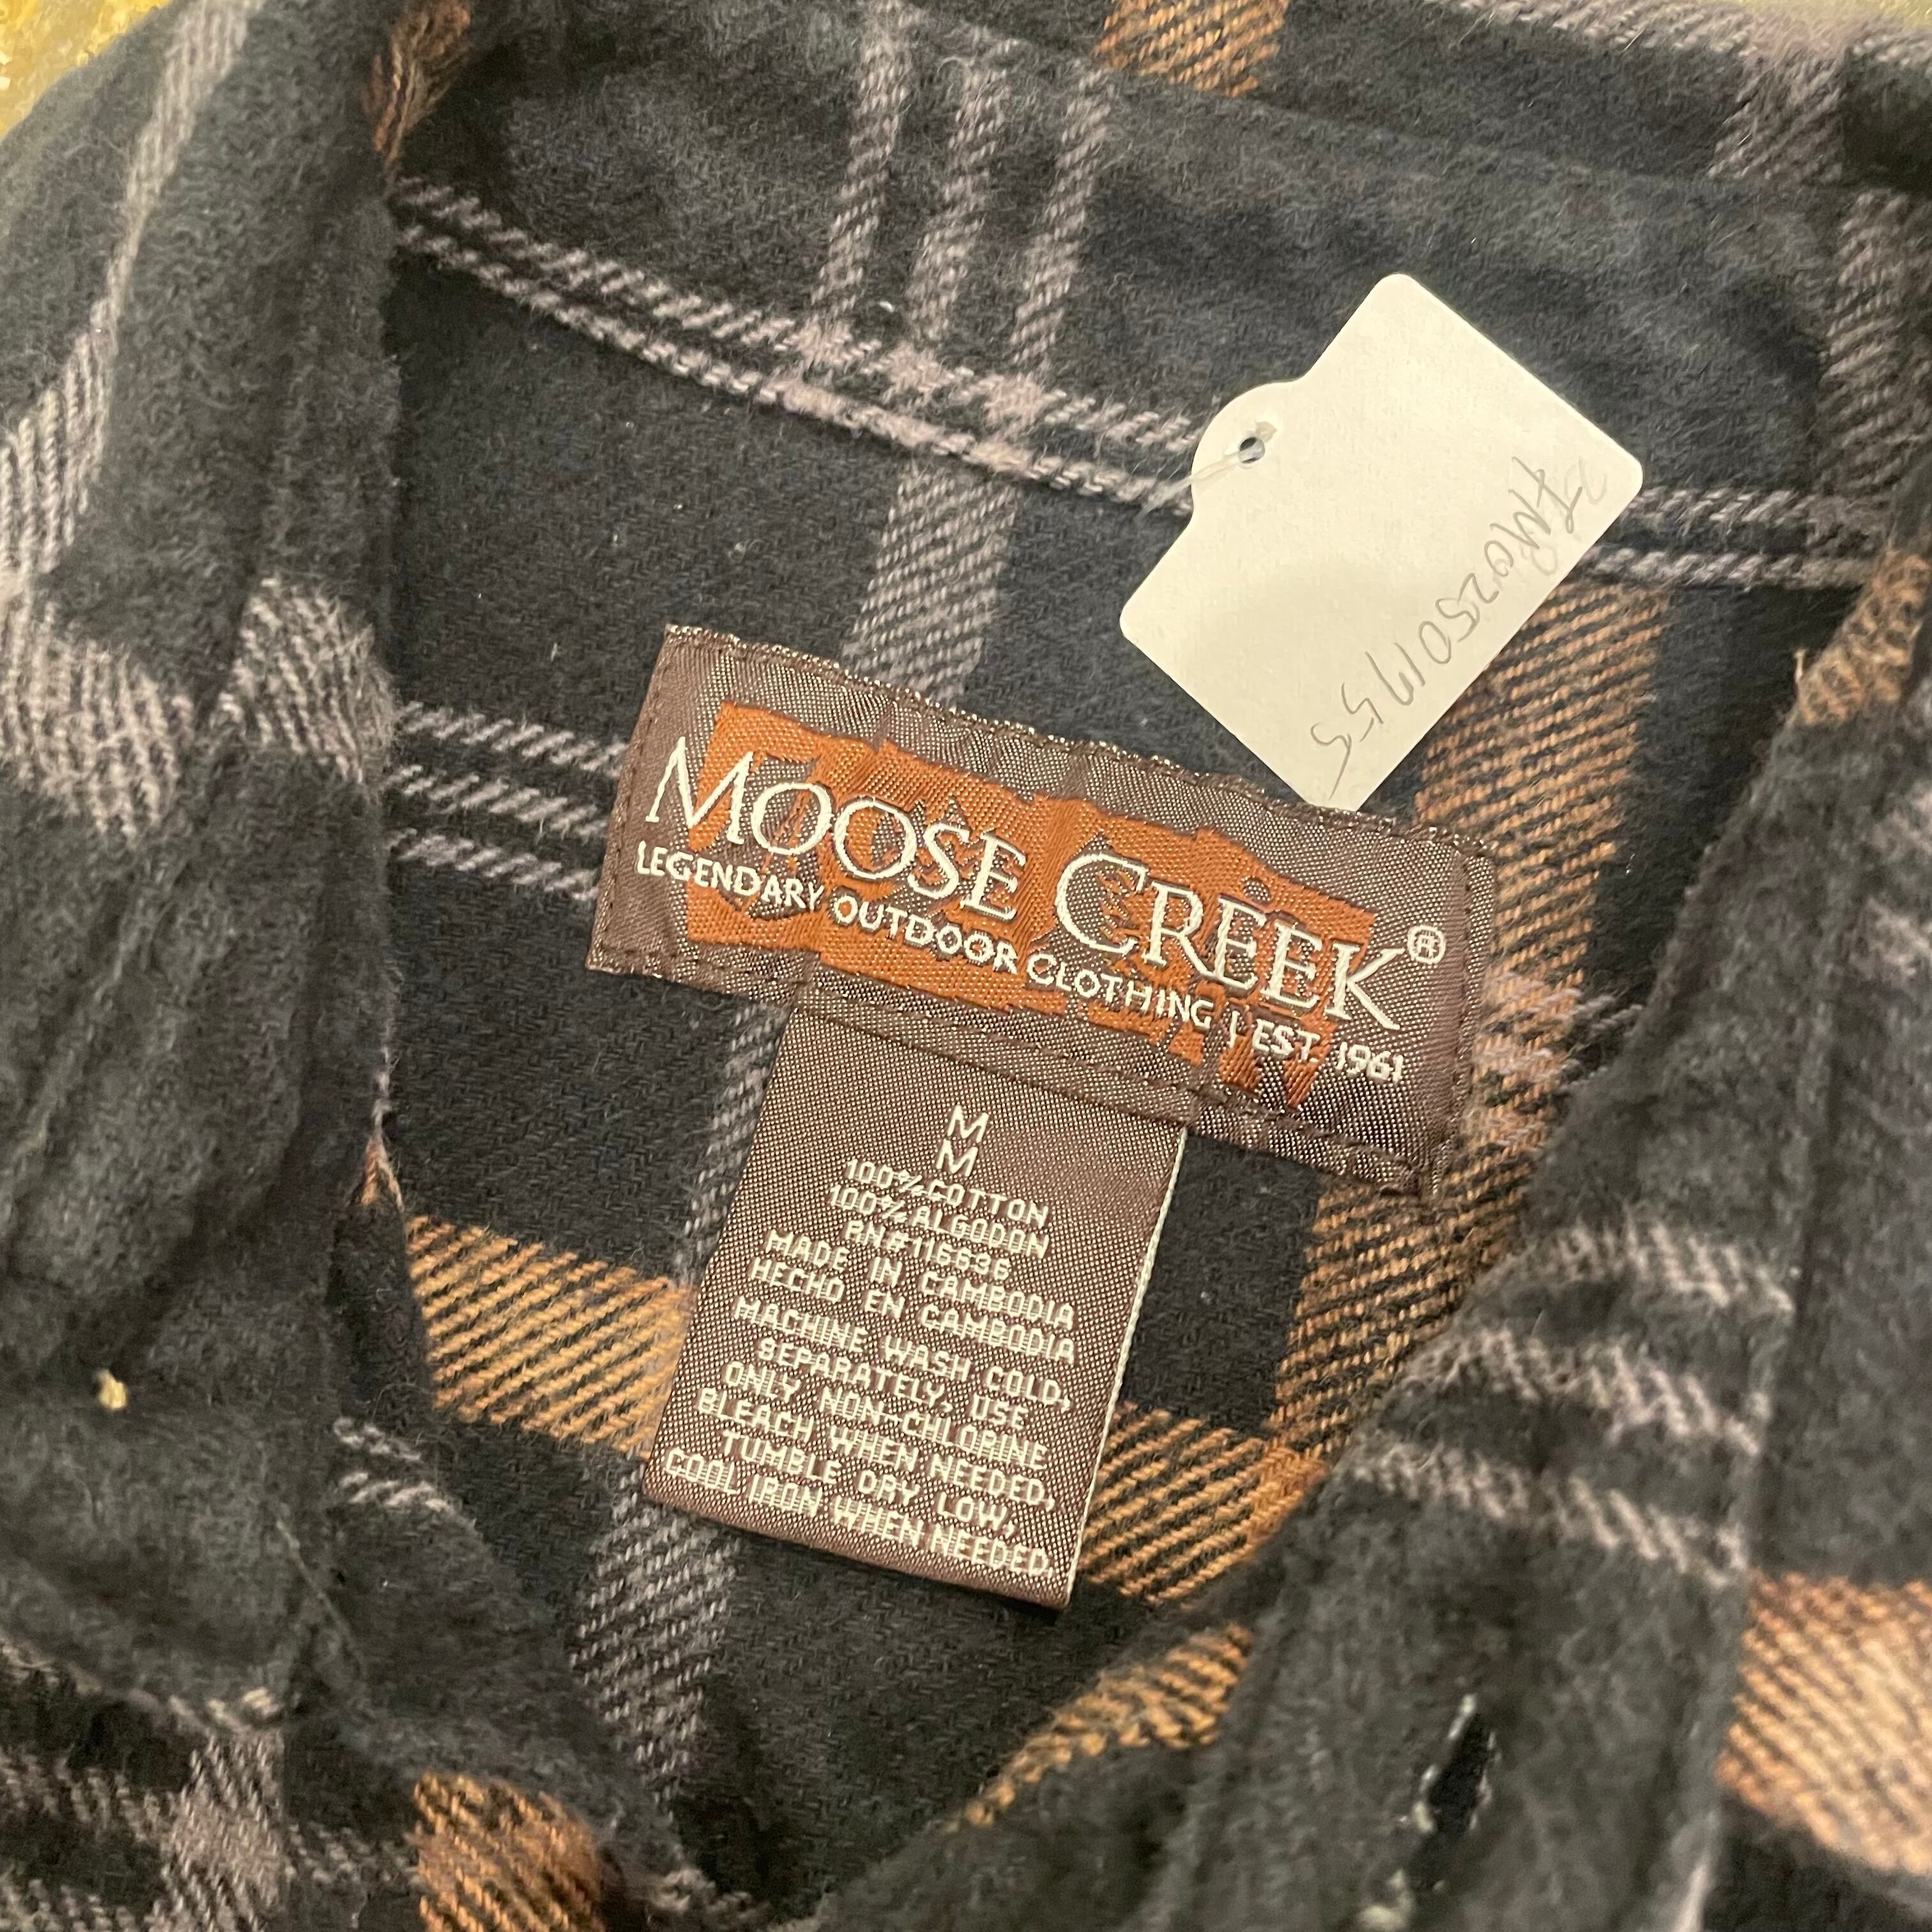 MOOSE CREEK®
LEGENDARY OUTDOOR CLOTHING | EST. 1961
M
M
100%COTTON
100%ALGODON
RN#116636
MADE IN CAMBODIA
HECHO EN CAMBODIA
MACHINE WASH COLD,
SEPARATELY, USE
ONLY NON-CHLORINE
BLEACH WHEN NEEDED,
TUMBLE DRY LOW,
COOL IRON WHEN NEEDED.